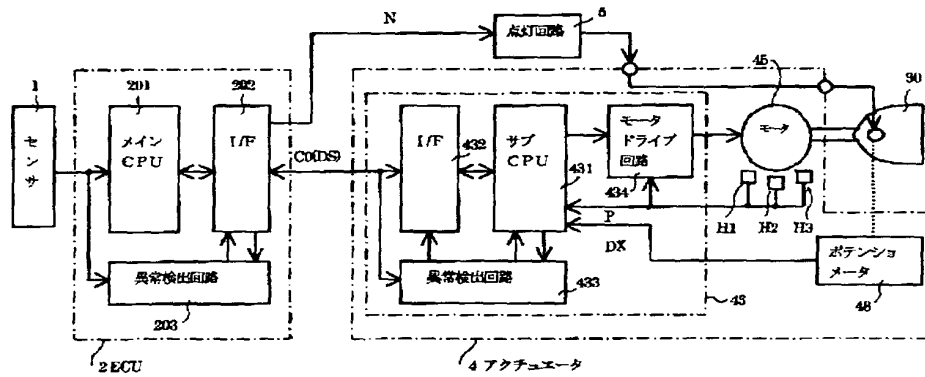 N
5
点灯回路
1
センサ
201
メイン
CPU
202
I/F
C0(DS)
I/F
432
サブ
CPU
431
モータ
ドライブ
回路
434
45
モータ
30
H1
H2
H3
P
DX
異常検出回路
203
異常検出回路
433
43
ポテンショ
メータ
48
2 ECU
4 アクチュエータ